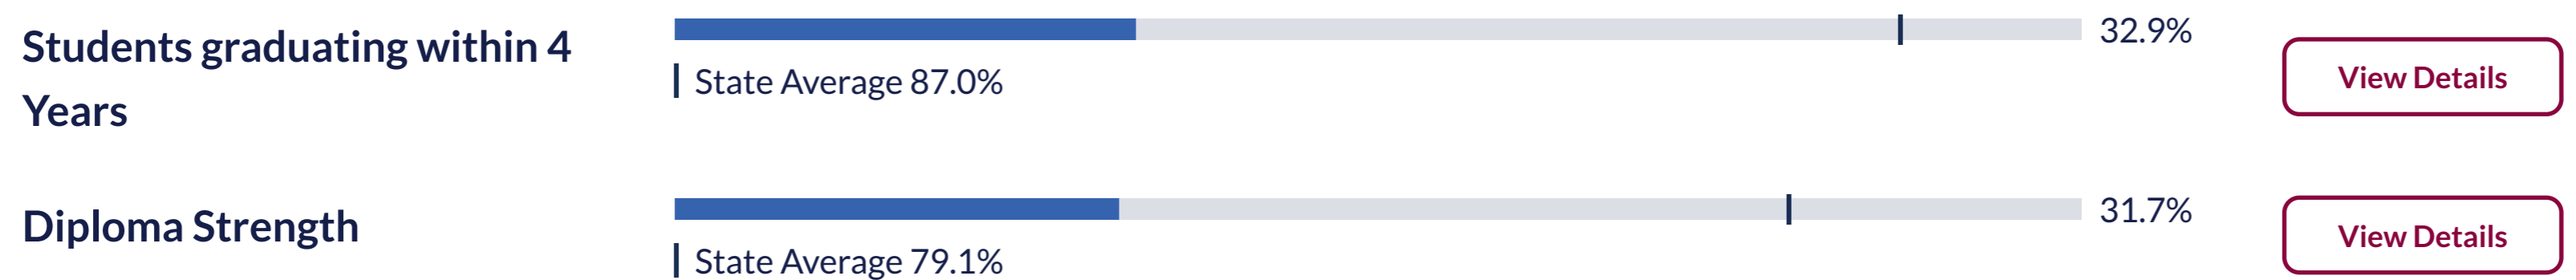 Students graduating within 4
Years
32.9%
State Average 87.0%
View Details
Diploma Strength
31.7%
State Average 79.1%
View Details